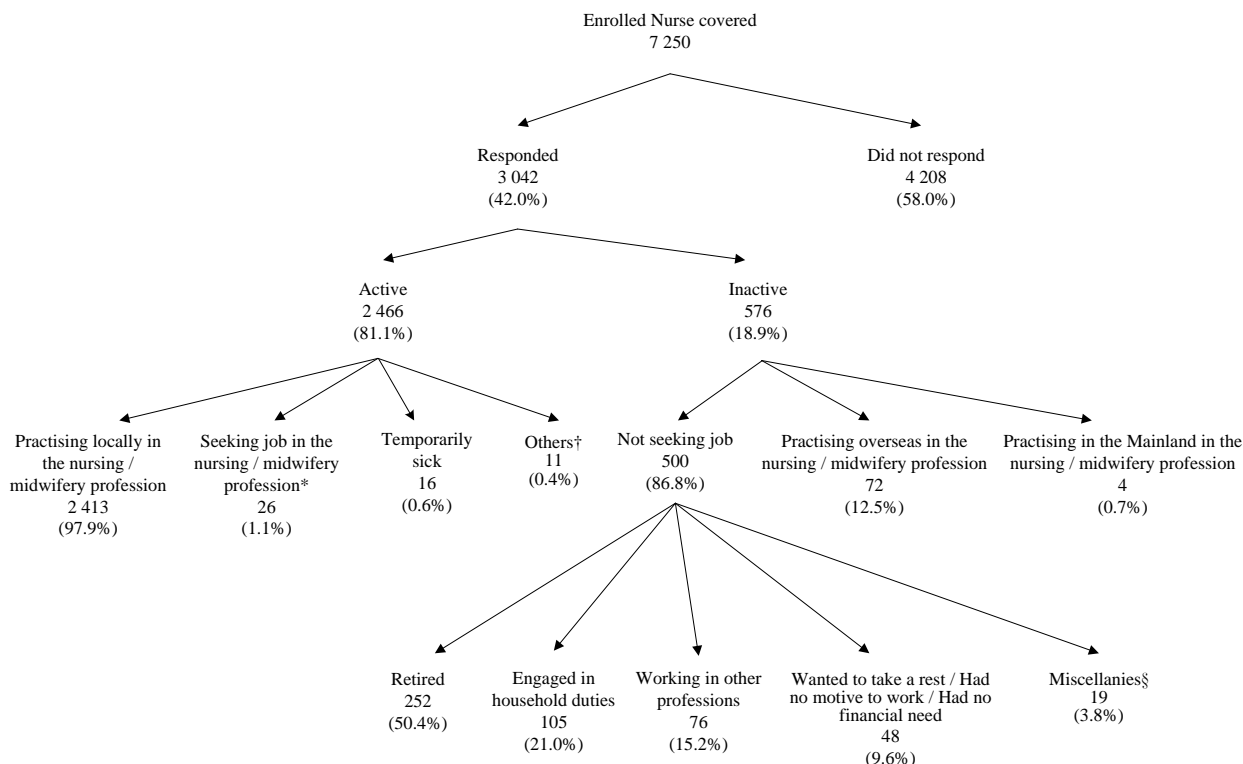 Enrolled Nurse covered
7 250
Responded
3 042
(42.0%)
Did not respond
4 208
(58.0%)
Active
2 466
(81.1%)
Inactive
576
(18.9%)
Practising locally in
the nursing /
midwifery profession
2 413
(97.9%)
Seeking job in the
nursing / midwifery
profession*
26
(1.1%)
Temporarily
sick
16
(0.6%)
Others†
11
(0.4%)
Not seeking job
500
(86.8%)
Practising overseas in the
nursing / midwifery profession
72
(12.5%)
Practising in the Mainland in the
nursing / midwifery profession
4
(0.7%)
Retired
252
(50.4%)
Engaged in
household duties
105
(21.0%)
Working in other
professions
76
(15.2%)
Wanted to take a rest / Had
no motive to work / Had no
financial need
48
(9.6%)
Miscellanies§
19
(3.8%)